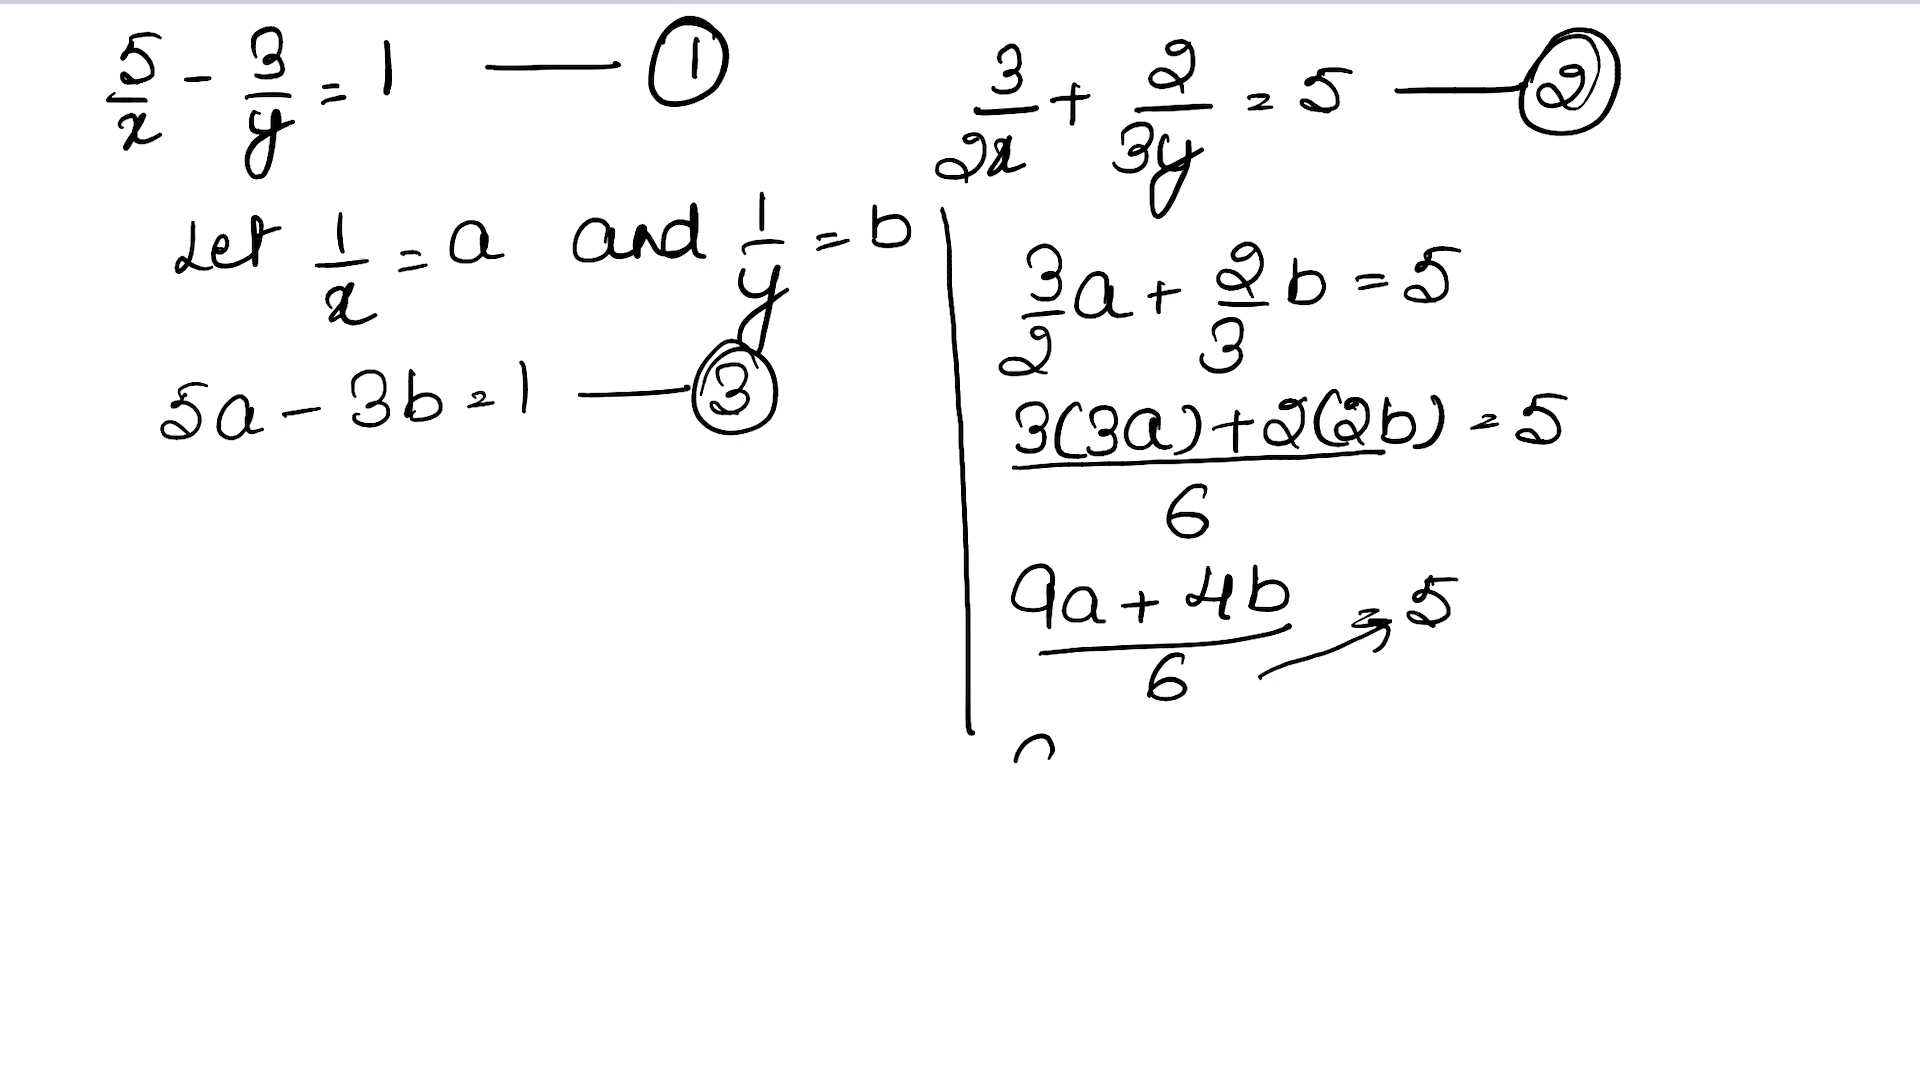 5/x - 3/y = 1 —— ①
3/2x + 2/3y = 5 —— ②
Let 1/x = a and 1/y = b
5a - 3b = 1 —— ③
3/2 a + 2/3 b = 5
3(3a) + 2(2b) / 6 = 5
9a + 4b / 6 = 5